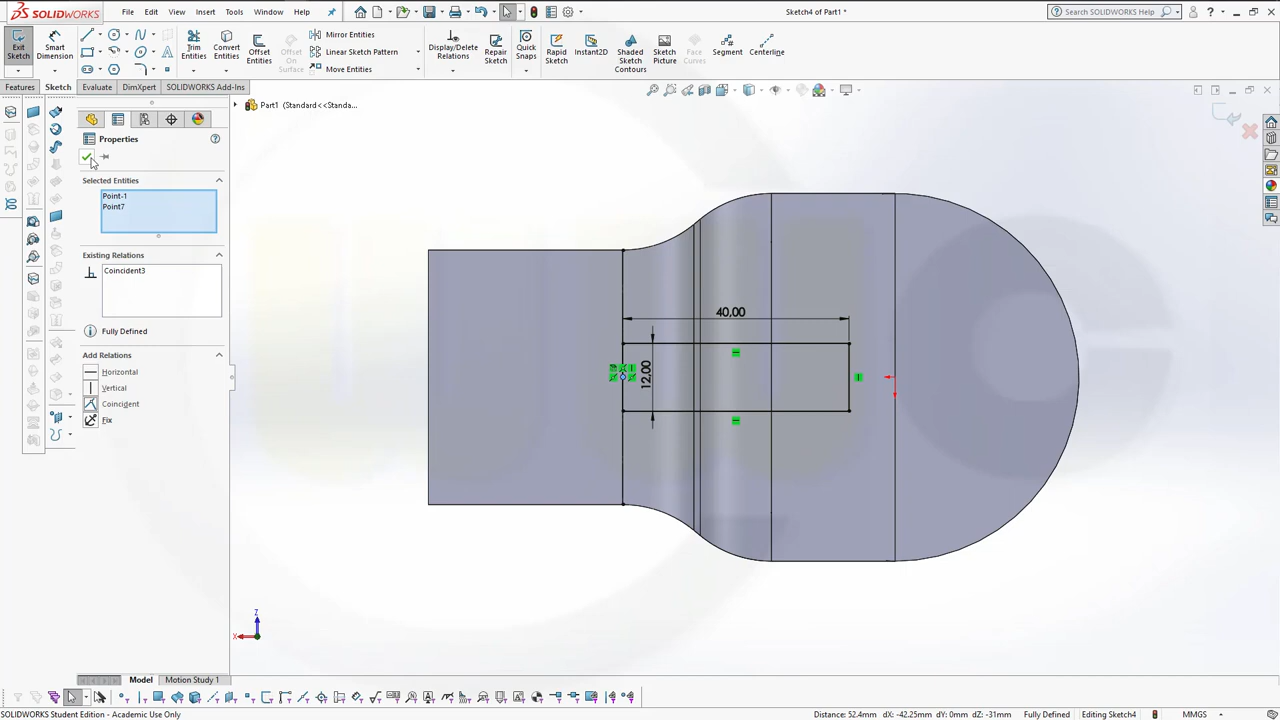 SOLIDWORKS
File
Edit
View
Insert
Tools
Window
Help
Sketch4 of Part1 *
Search SOLIDWORKS Help
Exit
Sketch
Smart
Dimension
Trim
Entities
Convert
Entities
Offset
Entities
Offset
On
Surface
Mirror Entities
Linear Sketch Pattern
Move Entities
Display/Delete
Relations
Repair
Sketch
Quick
Snaps
Rapid
Sketch
Instant2D
Shaded
Sketch
Contours
Sketch
Picture
Face
Curves
Segment
Centerline
Features
Sketch
Evaluate
DimXpert
SOLIDWORKS Add-Ins
Part1 (Standard<<Standa...
Properties
Selected Entities
Point-1
Point7
Existing Relations
Coincident3
Fully Defined
Add Relations
Horizontal
Vertical
Coincident
Fix
40,00
12,00
Z
X
Model
Motion Study 1
SOLIDWORKS Student Edition - Academic Use Only
Distance: 52.4mm dX: -42.25mm dY: 0mm dZ: -31mm Fully Defined Editing Sketch4 MMGS